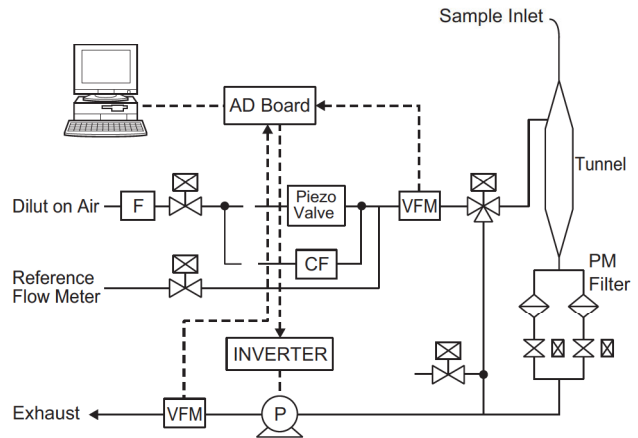 Sample Inlet
AD Board
Tunnel
Dilut on Air
F
Piezo
Valve
VFM
CF
Reference
Flow Meter
PM
Filter
INVERTER
Exhaust
VFM
P